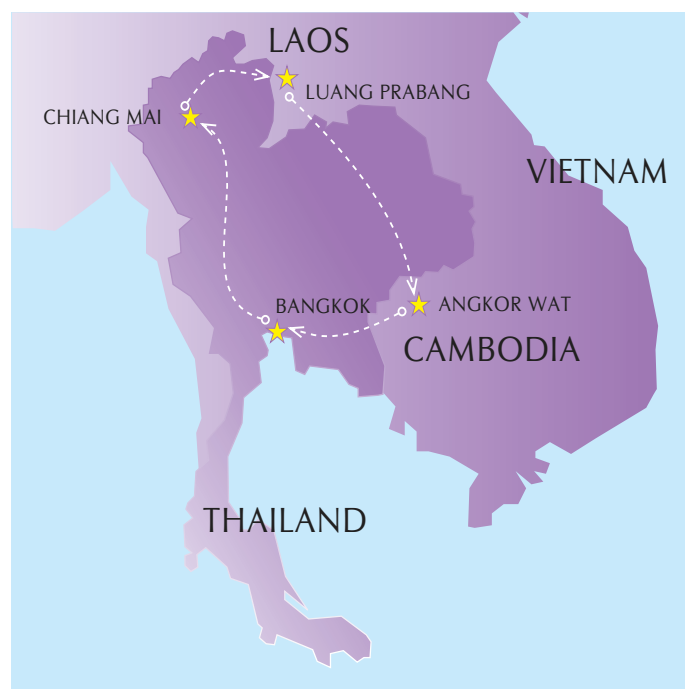 LAOS
LUANG PRABANG
CHIANG MAI
VIETNAM
BANGKOK
ANGKOR WAT
CAMBODIA
THAILAND